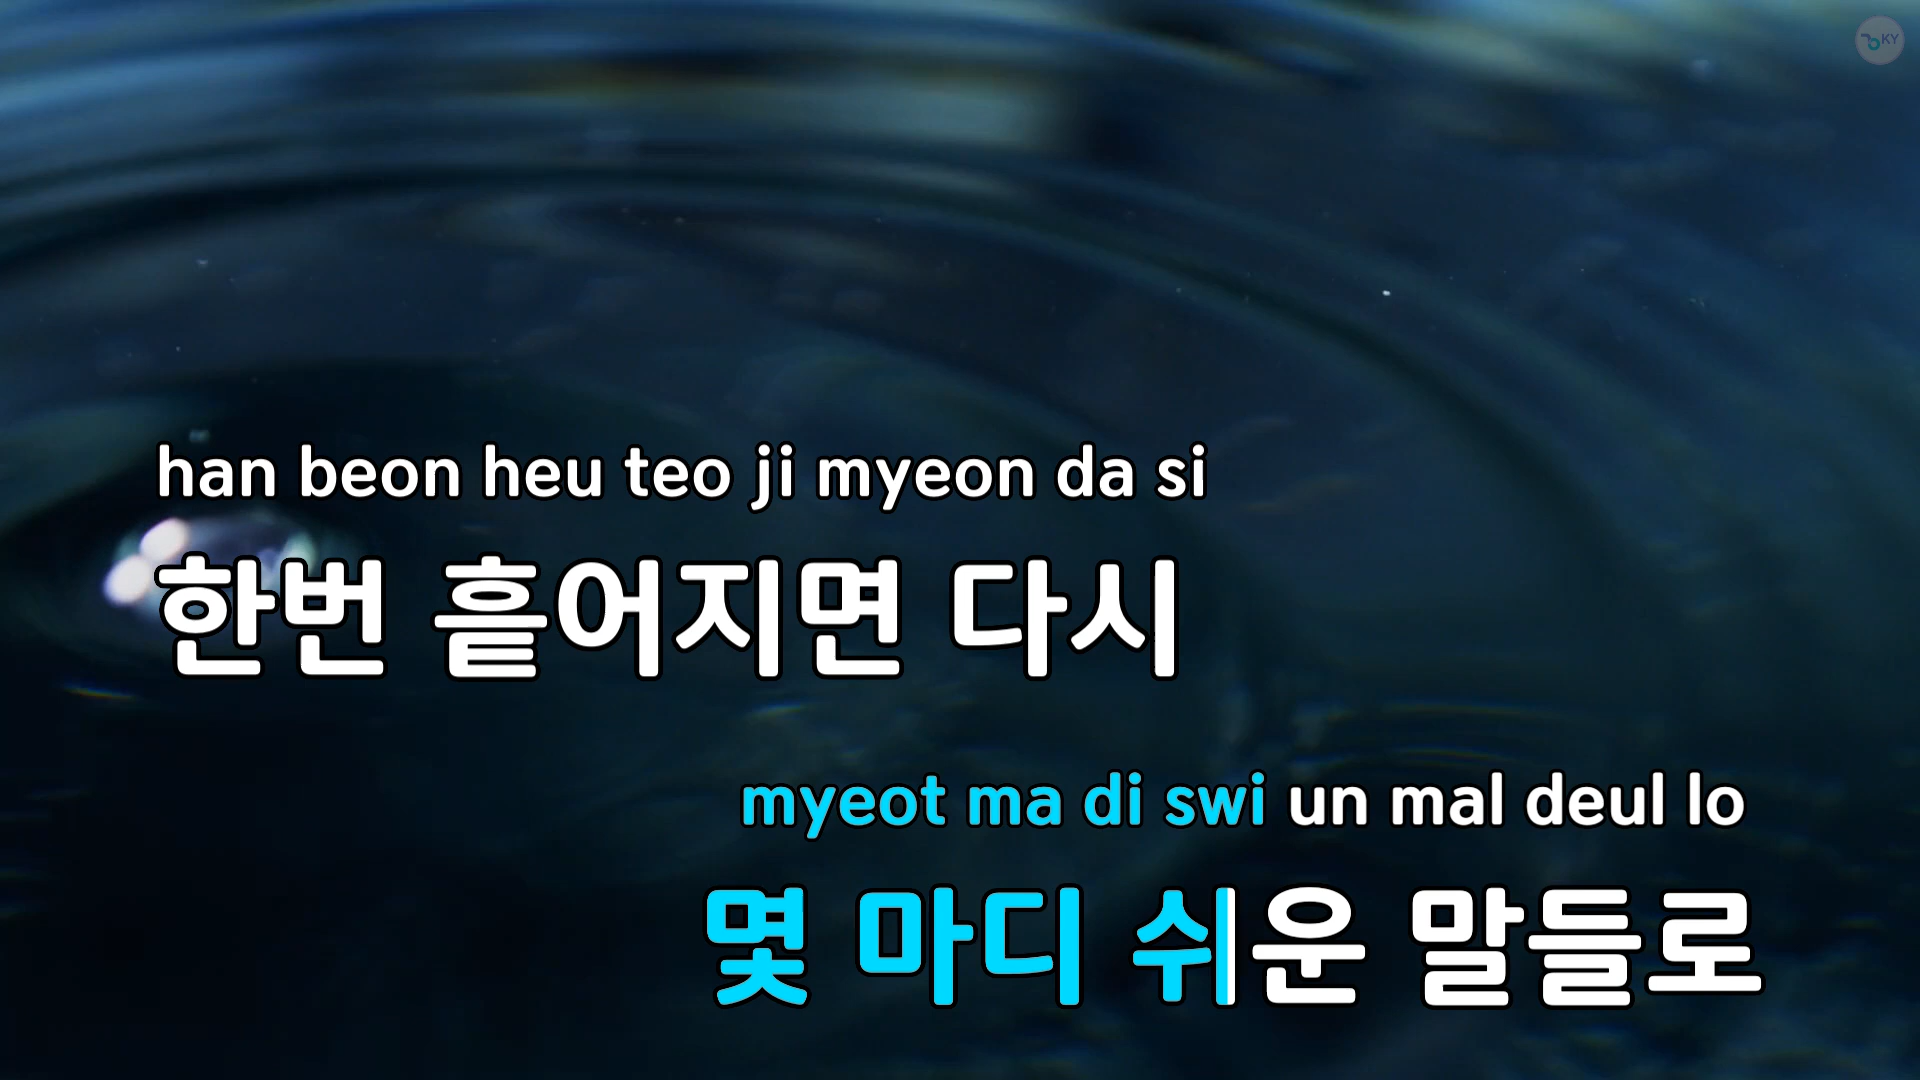 KY
han beon heu teo ji myeon da si
한번 흩어지면 다시
myeot ma di swi un mal deul lo
몇 마디 쉬운 말들로